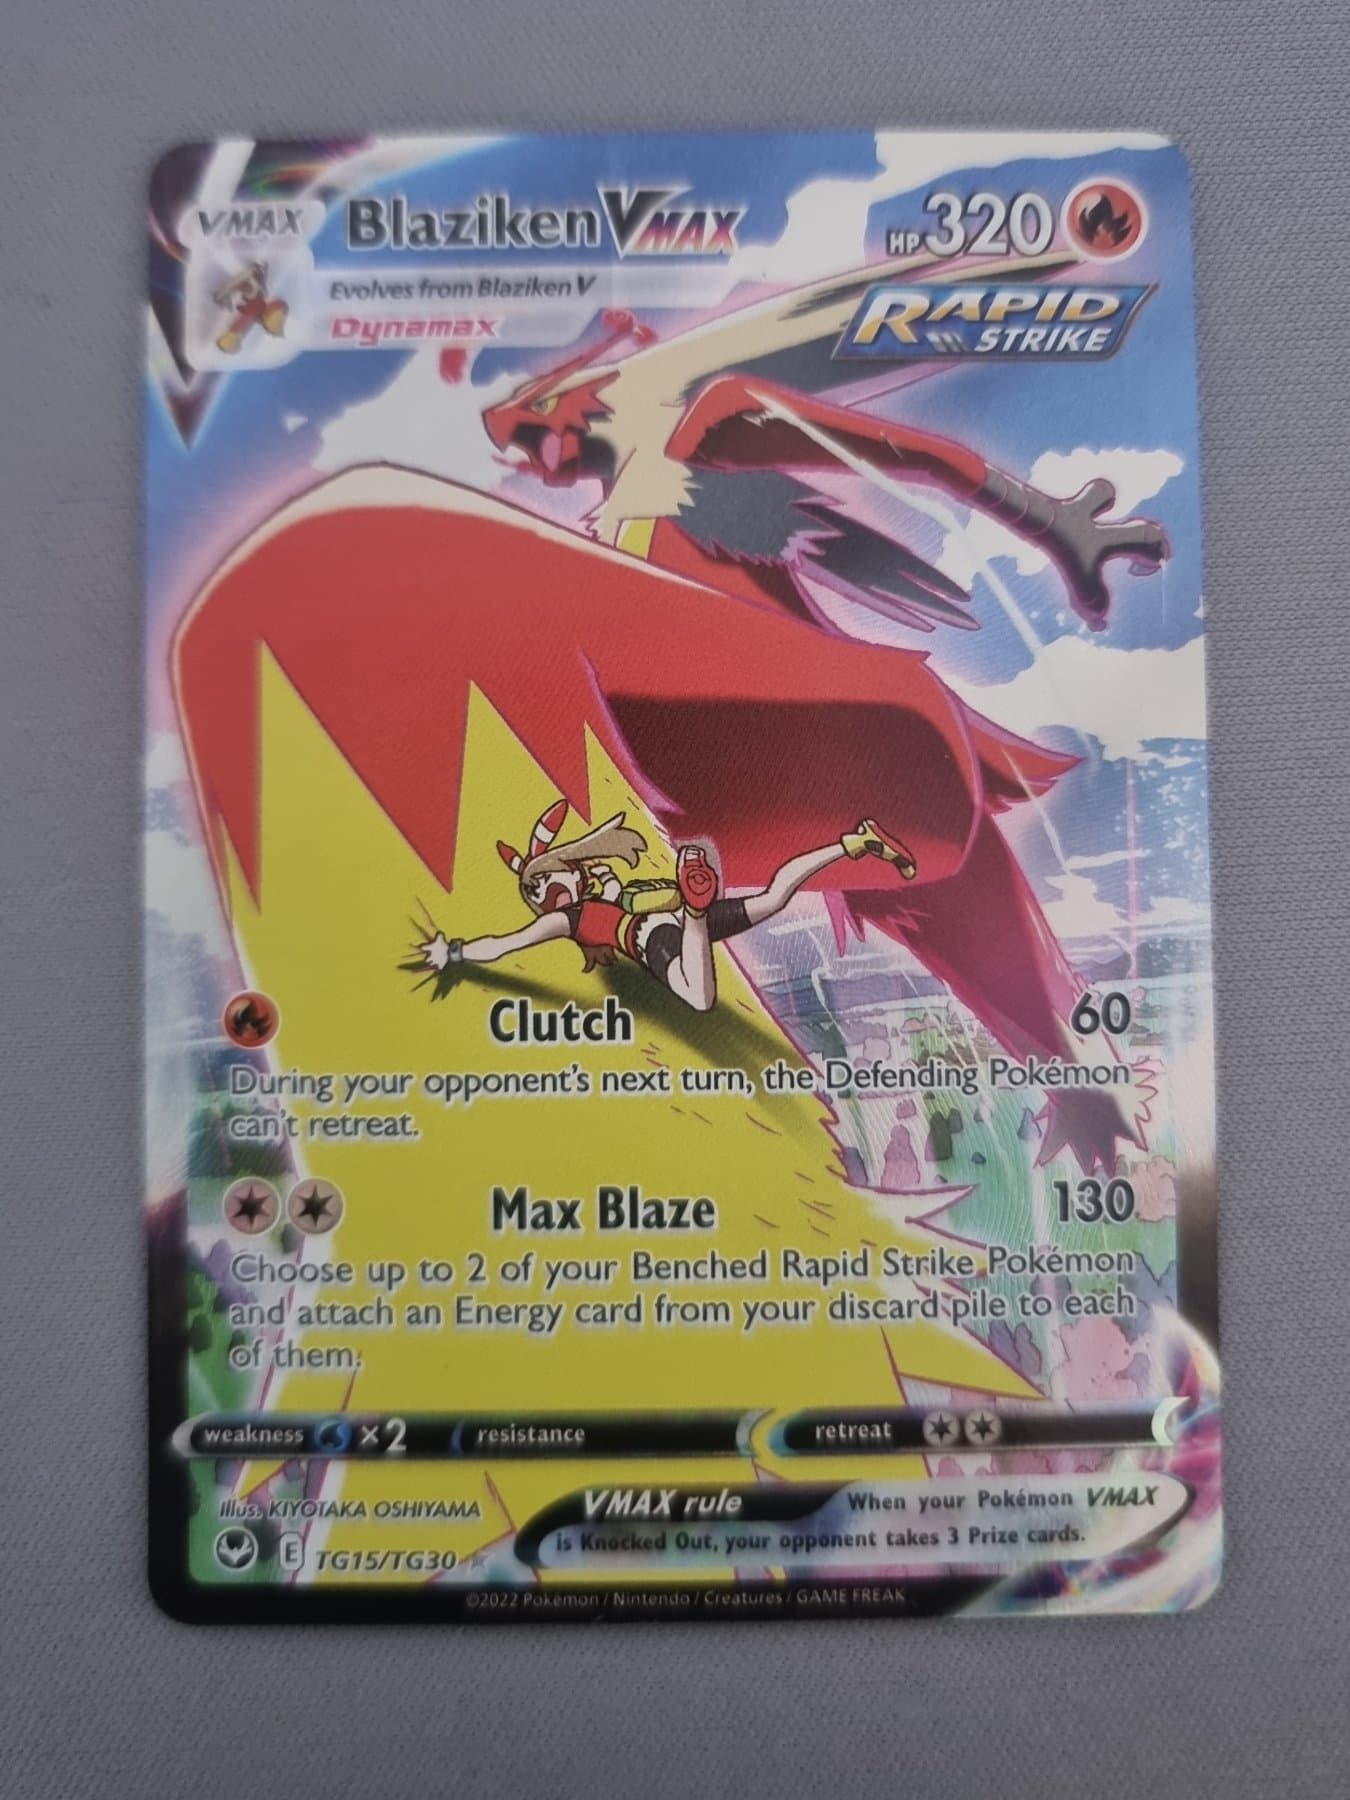 VMAX
Blaziken VMAX
HP 320
Evolves from Blaziken V
Dynamax
RAPID
STRIKE
Clutch 60
During your opponent's next turn, the Defending Pokémon
can't retreat.
Max Blaze 130
Choose up to 2 of your Benched Rapid Strike Pokémon
and attach an Energy card from your discard pile to each
of them.
weakness ×2 resistance retreat
Illus. KIYOTAKA OSHIYAMA
VMAX rule When your Pokémon VMAX
is Knocked Out, your opponent takes 3 Prize cards.
E TG15/TG30
©2022 Pokémon / Nintendo / Creatures / GAME FREAK